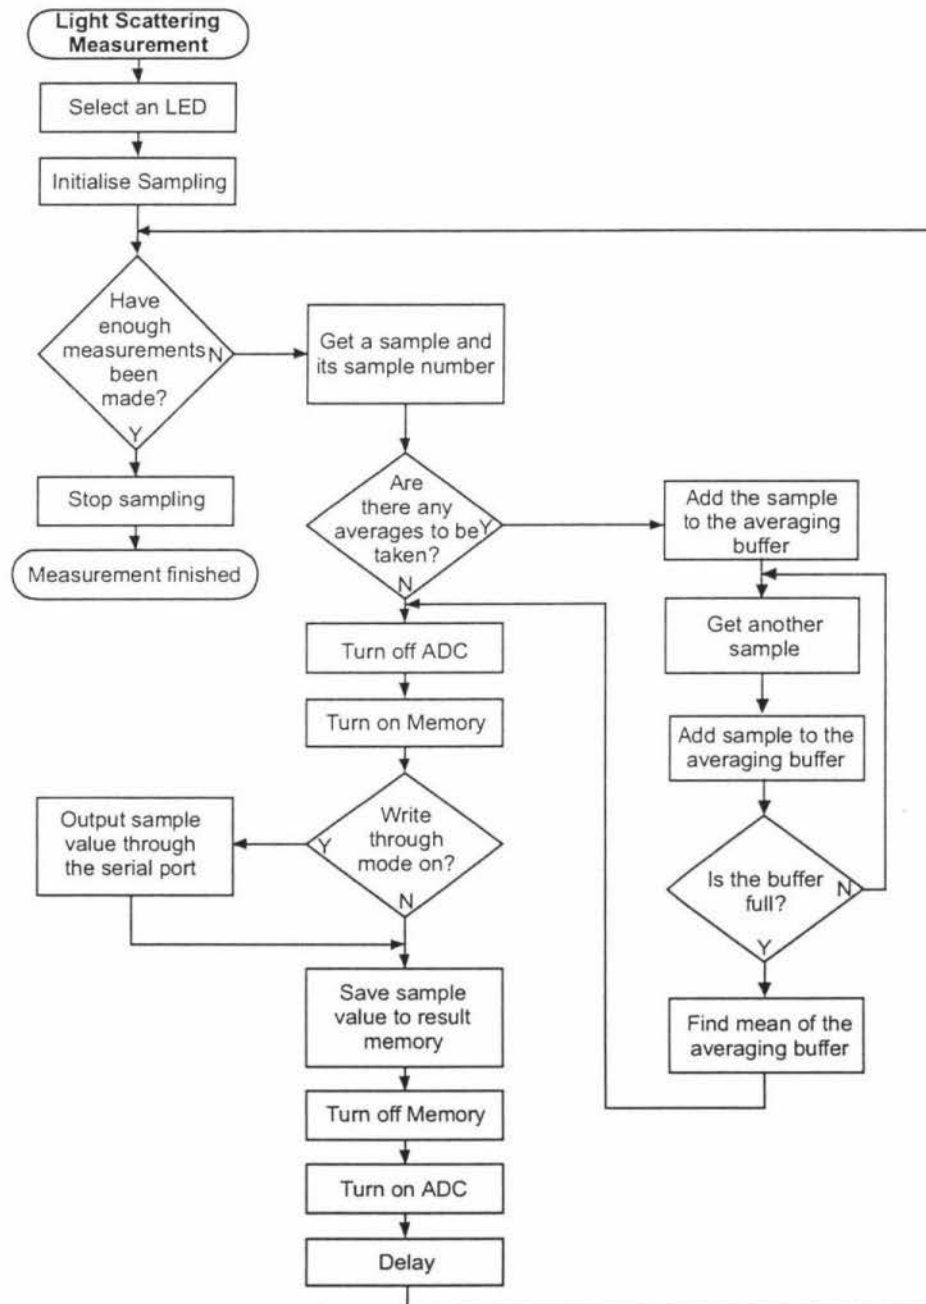 Light Scattering
Measurement
Select an LED
Initialise Sampling
Have
enough
measurements
been
made?
N
Y
Stop sampling
Measurement finished
Get a sample and
its sample number
Are
there any
averages to be
taken?
Y
N
Add the sample
to the averaging
buffer
Get another
sample
Add sample to the
averaging buffer
Is the buffer
full?
N
Y
Find mean of the
averaging buffer
Turn off ADC
Turn on Memory
Write
through
mode on?
Y
N
Output sample
value through
the serial port
Save sample
value to result
memory
Turn off Memory
Turn on ADC
Delay